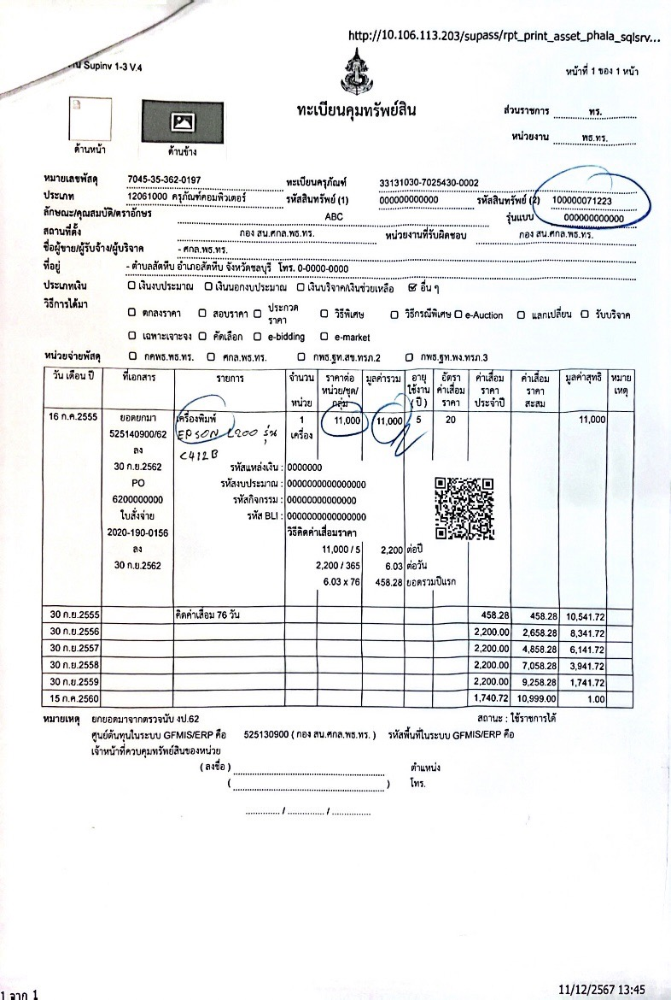 http://10.106.113.203/supass/rpt_print_asset_phala_sqlsrv...
Supinv 1-3 V.4
หน้าที่ 1 ของ 1 หน้า
ทะเบียนคุมทรัพย์สิน
ส่วนราชการ ทร.
หน่วยงาน พธ.ทร.
ด้านหน้า ด้านข้าง
หมายเลขพัสดุ 7045-35-362-0197 ทะเบียนครุภัณฑ์ 33131030-7025430-0002
ประเภท 12061000 ครุภัณฑ์คอมพิวเตอร์ รหัสสินทรัพย์ (1) 000000000000 รหัสสินทรัพย์ (2) 100000071223
ลักษณะ/คุณสมบัติ/ตราอักษร ABC รุ่นแบบ 000000000000
สถานที่ตั้ง กอง สน.ศกล.พธ.ทร. หน่วยงานที่รับผิดชอบ กอง สน.ศกล.พธ.ทร.
ชื่อผู้ขาย/ผู้รับจ้าง/ผู้บริจาค - ศกล.พธ.ทร.
ที่อยู่ - ตำบลสัตหีบ อำเภอสัตหีบ จังหวัดชลบุรี โทร. 0-0000-0000
ประเภทเงิน ☐ เงินงบประมาณ ☐ เงินนอกงบประมาณ ☐ เงินบริจาค/เงินช่วยเหลือ ☑ อื่น ๆ
วิธีการได้มา ☐ ตกลงราคา ☐ สอบราคา ☐ ประกวดราคา ☐ วิธีพิเศษ ☐ วิธีกรณีพิเศษ ☐ e-Auction ☐ แลกเปลี่ยน ☐ รับบริจาค
☐ เฉพาะเจาะจง ☐ คัดเลือก ☐ e-bidding ☐ e-market
หน่วยจ่ายพัสดุ ☐ กคพธ.พธ.ทร. ☐ ศกล.พธ.ทร. ☐ กพธ.ฐท.สข.ทรภ.2 ☐ กพธ.ฐท.พง.ทรภ.3
วัน เดือน ปี ที่เอกสาร รายการ จำนวนหน่วย ราคาต่อหน่วย/ชุด/กลุ่ม มูลค่ารวม อายุใช้งาน (ปี) อัตราค่าเสื่อมราคา ค่าเสื่อมราคาประจำปี ค่าเสื่อมราคาสะสม มูลค่าสุทธิ หมายเหตุ
16 ก.ค.2555 ยอดยกมา เครื่องพิมพ์ 1 11,000 11,000 5 20 11,000
525140900/62 EPSON L200 รุ่น เครื่อง
ลง C412B
30 ก.ย.2562 รหัสแหล่งเงิน : 0000000
PO รหัสงบประมาณ : 0000000000000000
6200000000 รหัสกิจกรรม : 00000000000000
ใบสั่งจ่าย รหัส BLI : 0000000000000000
2020-190-0156 วิธีคิดค่าเสื่อมราคา
ลง 11,000 / 5 2,200 ต่อปี
30 ก.ย.2562 2,200 / 365 6.03 ต่อวัน
6.03 x 76 458.28 ยอดรวมปีแรก
30 ก.ย.2555 คิดค่าเสื่อม 76 วัน 458.28 458.28 10,541.72
30 ก.ย.2556 2,200.00 2,658.28 8,341.72
30 ก.ย.2557 2,200.00 4,858.28 6,141.72
30 ก.ย.2558 2,200.00 7,058.28 3,941.72
30 ก.ย.2559 2,200.00 9,258.28 1,741.72
15 ก.ค.2560 1,740.72 10,999.00 1.00
หมายเหตุ ยกยอดมาจากตรวจนับ งป.62 สถานะ : ใช้ราชการได้
ศูนย์ต้นทุนในระบบ GFMIS/ERP คือ 525130900 ( กอง สน.ศกล.พธ.ทร. ) รหัสพื้นที่ในระบบ GFMIS/ERP คือ
เจ้าหน้าที่ควบคุมทรัพย์สินของหน่วย
( ลงชื่อ ) ตำแหน่ง
( ) โทร.
/ /
1 จาก 1
11/12/2567 13:45